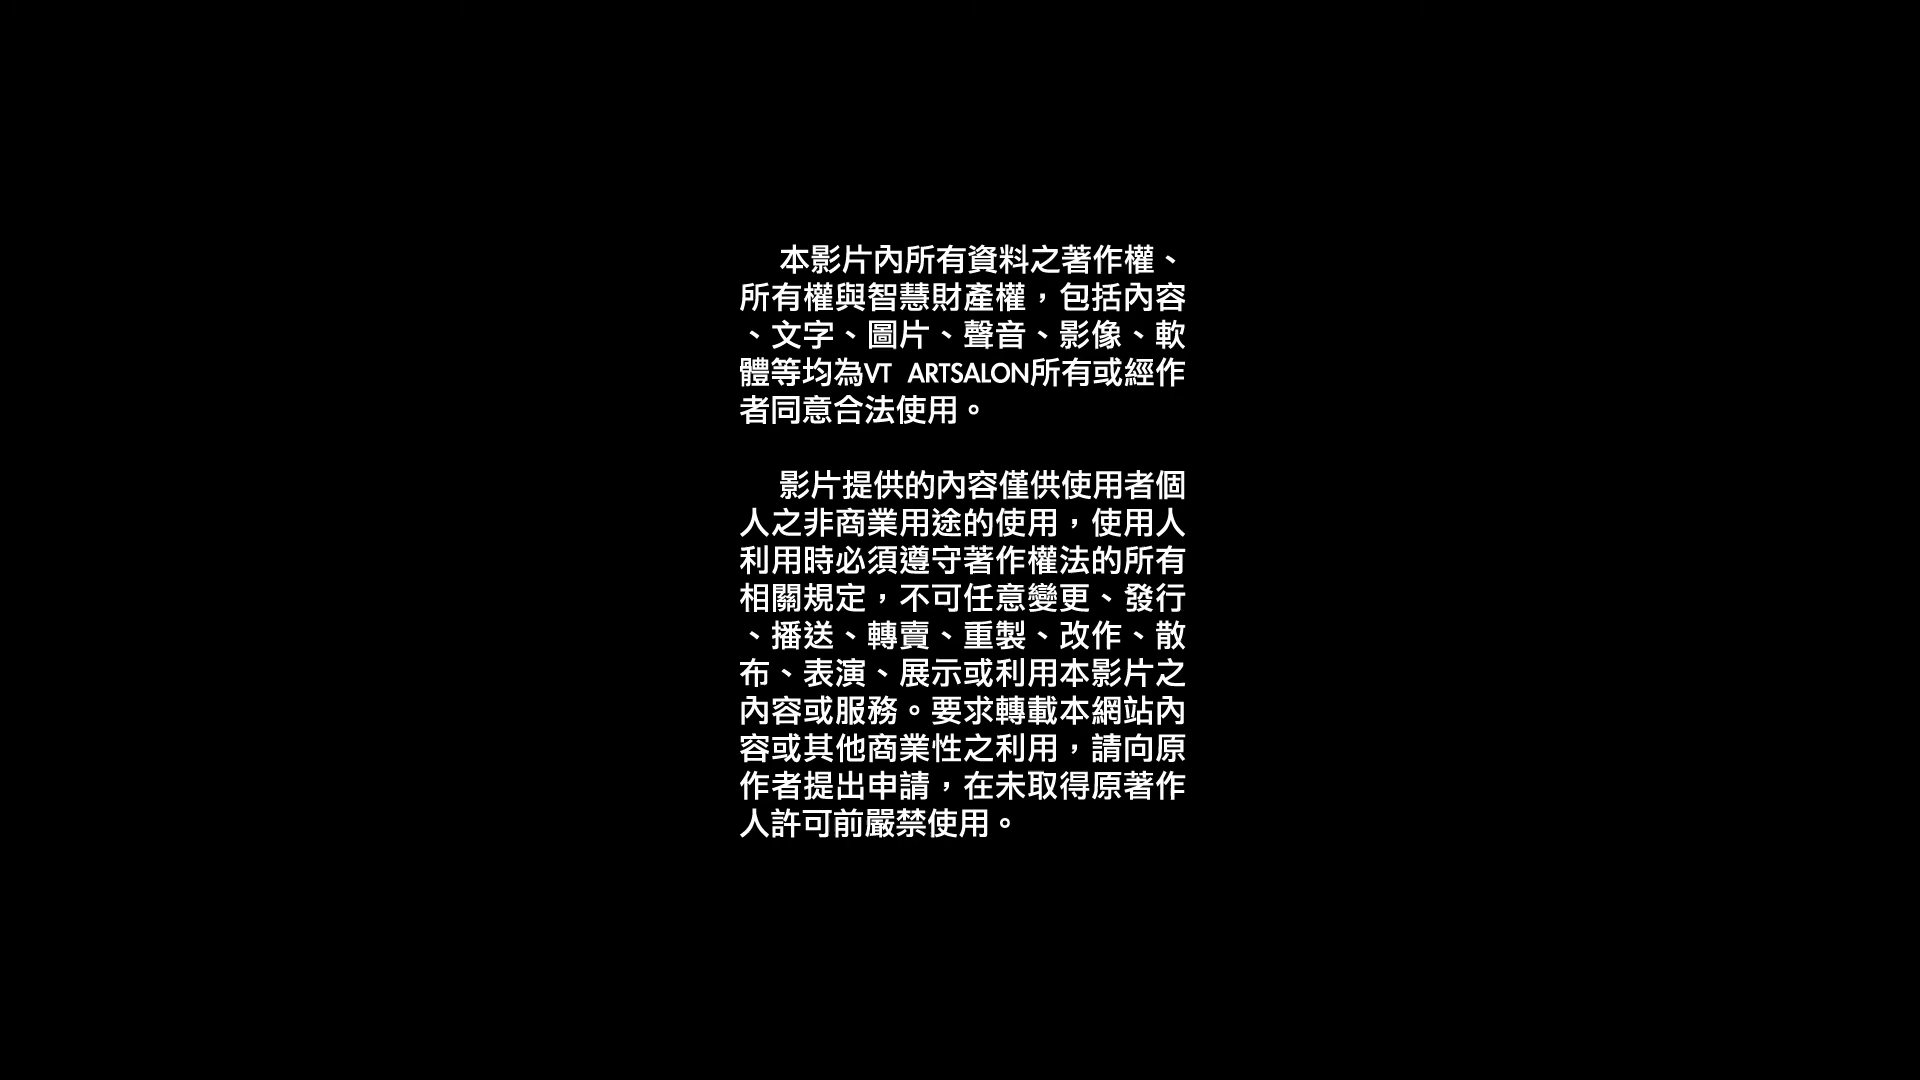 本影片內所有資料之著作權、
所有權與智慧財產權，包括內容
、文字、圖片、聲音、影像、軟
體等均為VT ARTSALON所有或經作
者同意合法使用。
影片提供的內容僅供使用者個
人之非商業用途的使用，使用人
利用時必須遵守著作權法的所有
相關規定，不可任意變更、發行
、播送、轉賣、重製、改作、散
布、表演、展示或利用本影片之
內容或服務。要求轉載本網站內
容或其他商業性之利用，請向原
作者提出申請，在未取得原著作
人許可前嚴禁使用。